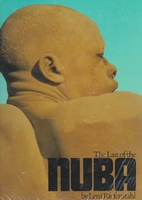 The Last of the
NUBA
by Leni Riefenstahl